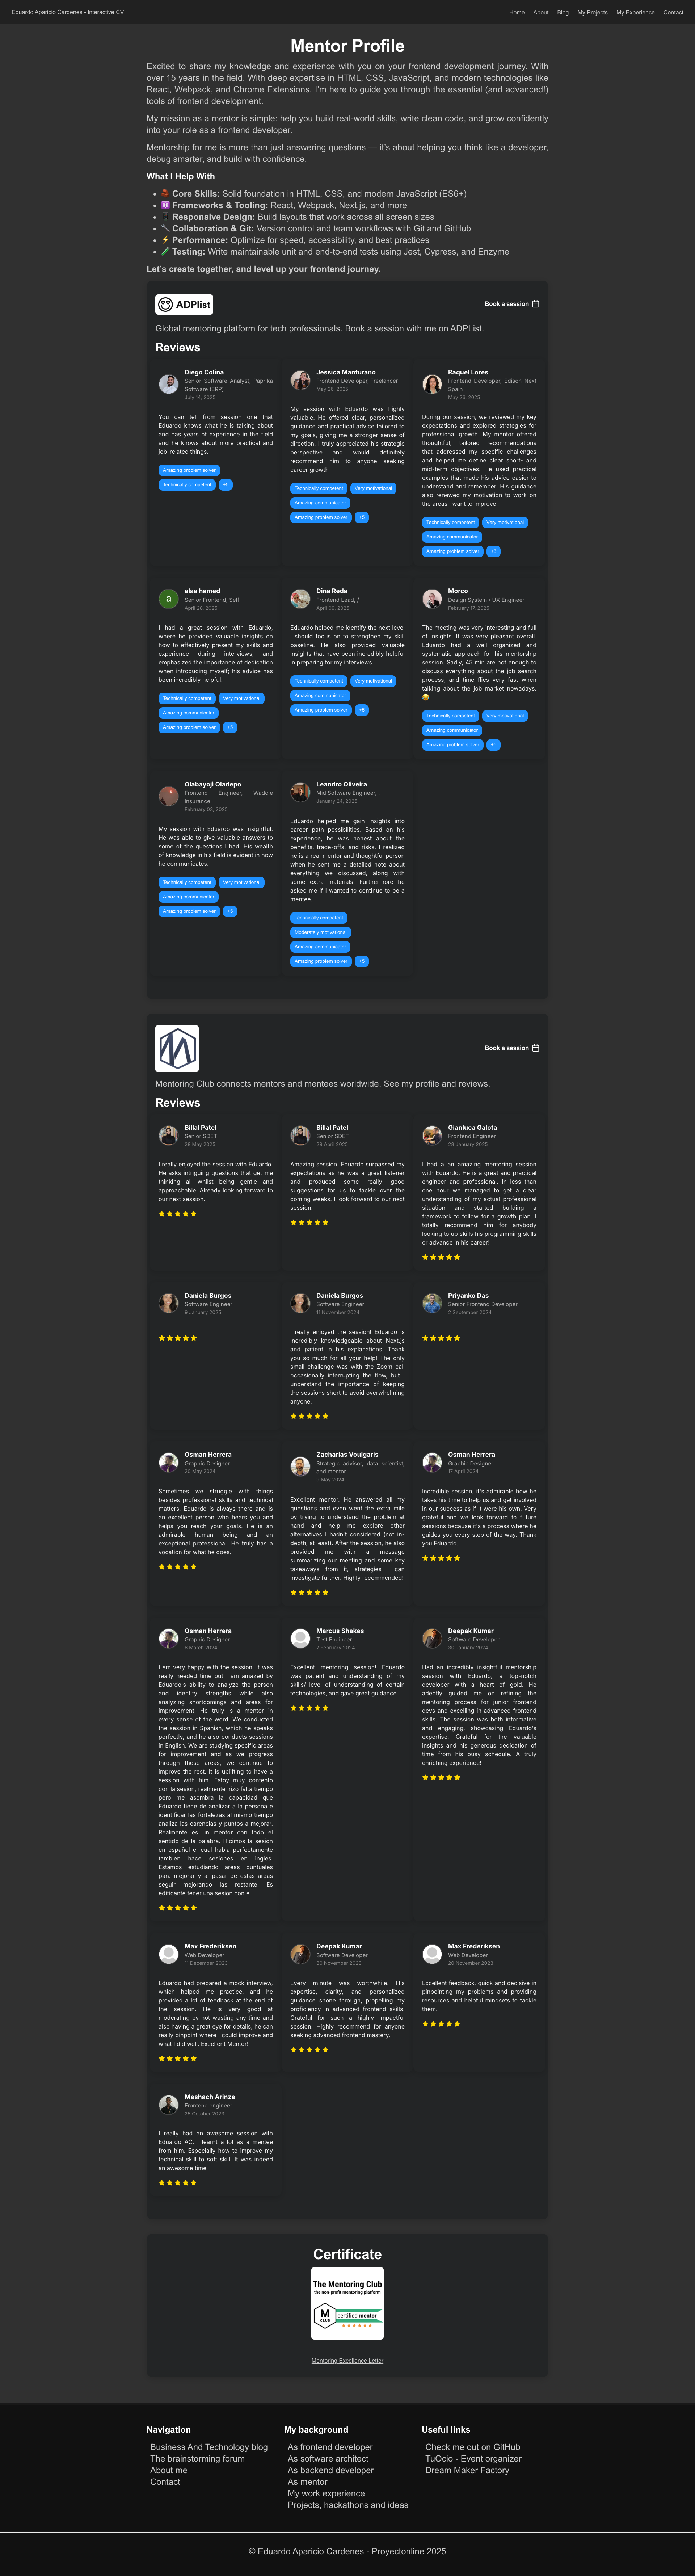 Eduardo Aparicio Cardenes - Interactive CV
Home About Blog My Projects My Experience Contact
Mentor Profile
Excited to share my knowledge and experience with you on your frontend development journey. With
over 15 years in the field. With deep expertise in HTML, CSS, JavaScript, and modern technologies like
React, Webpack, and Chrome Extensions. I'm here to guide you through the essential (and advanced!)
tools of frontend development.
My mission as a mentor is simple: help you build real-world skills, write clean code, and grow confidently
into your role as a frontend developer.
Mentorship for me is more than just answering questions — it's about helping you think like a developer,
debug smarter, and build with confidence.
What I Help With
Core Skills: Solid foundation in HTML, CSS, and modern JavaScript (ES6+)
Frameworks & Tooling: React, Webpack, Next.js, and more
Responsive Design: Build layouts that work across all screen sizes
Collaboration & Git: Version control and team workflows with Git and GitHub
⚡ Performance: Optimize for speed, accessibility, and best practices
🧪 Testing: Write maintainable unit and end-to-end tests using Jest, Cypress, and Enzyme
Let's create together, and level up your frontend journey.
ADPlist
Book a session
Global mentoring platform for tech professionals. Book a session with me on ADPList.
Reviews
Diego Colina
Senior Software Analyst, Paprika
Software (ERP)
July 14, 2025
You can tell from session one that
Eduardo knows what he is talking about
and has years of experience in the field
and he knows about more practical and
job-related things.
Amazing problem solver
Technically competent +5
Jessica Manturano
Frontend Developer, Freelancer
May 28, 2025
My session with Eduardo was highly
valuable. He offered clear, personalized
guidance and practical advice tailored to
my goals, giving me a stronger sense of
direction. I truly appreciated his strategic
perspective and would definitely
recommend him to anyone seeking
career growth
Technically competent Very motivational
Amazing communicator
Amazing problem solver +5
Raquel Lores
Frontend Developer, Edison Next
Spain
May 28, 2025
During our session, we reviewed my key
expectations and explored strategies for
professional growth. My mentor offered
thoughtful, tailored recommendations
that addressed my specific challenges
and helped me define clear short- and
mid-term objectives. He used practical
examples that made his advice easier to
understand and remember. His guidance
also renewed my motivation to work on
the areas I want to improve.
Technically competent Very motivational
Amazing communicator
Amazing problem solver +3
a
alaa hamed
Senior Frontend, Self
April 28, 2025
I had a great session with Eduardo,
where he provided valuable insights on
how to effectively present my skills and
experience during interviews, and
emphasized the importance of dedication
when introducing myself; his advice has
been incredibly helpful.
Technically competent Very motivational
Amazing communicator
Amazing problem solver +5
Dina Reda
Frontend Lead, /
April 09, 2025
Eduardo helped me identify the next level
I should focus on to strengthen my skill
baseline. He also provided valuable
insights that have been incredibly helpful
in preparing for my interviews.
Technically competent Very motivational
Amazing communicator
Amazing problem solver +5
Morco
Design System / UX Engineer, -
February 17, 2025
The meeting was very interesting and full
of insights. It was very pleasant overall.
Eduardo had a well organized and
systematic approach for his mentorship
session. Sadly, 45 min are not enough to
discuss everything about the job search
process, and time flies very fast when
talking about the job market nowadays.
😂
Technically competent Very motivational
Amazing communicator
Amazing problem solver +5
Olabayoji Oladepo
Frontend Engineer, Waddle
Insurance
February 03, 2025
My session with Eduardo was insightful.
He was able to give valuable answers to
some of the questions I had. His wealth
of knowledge in his field is evident in how
he communicates.
Technically competent Very motivational
Amazing communicator
Amazing problem solver +5
Leandro Oliveira
Mid Software Engineer, .
January 24, 2025
Eduardo helped me gain insights into
career path possibilities. Based on his
experience, he was honest about the
benefits, trade-offs, and risks. I realized
he is a real mentor and thoughtful person
when he sent me a detailed note about
everything we discussed, along with
some extra materials. Furthermore he
asked me if I wanted to continue to be a
mentee.
Technically competent
Moderately motivational
Amazing communicator
Amazing problem solver +5
Book a session
Mentoring Club connects mentors and mentees worldwide. See my profile and reviews.
Reviews
Billal Patel
Senior SDET
28 May 2025
I really enjoyed the session with Eduardo.
He asks intriguing questions that get me
thinking all whilst being gentle and
approachable. Already looking forward to
our next session.
Billal Patel
Senior SDET
29 April 2025
Amazing session. Eduardo surpassed my
expectations as he was a great listener
and produced some really good
suggestions for us to tackle over the
coming weeks. I look forward to our next
session!
Gianluca Galota
Frontend Engineer
28 January 2025
I had a an amazing mentoring session
with Eduardo. He is a great and practical
engineer and professional. In less than
one hour we managed to get a clear
understanding of my actual professional
situation and started building a
framework to follow for a growth plan. I
totally recommend him for anybody
looking to up skills his programming skills
or advance in his career!
Daniela Burgos
Software Engineer
9 January 2025
Daniela Burgos
Software Engineer
11 November 2024
I really enjoyed the session! Eduardo is
incredibly knowledgeable about Next.js
and patient in his explanations. Thank
you so much for all your help! The only
small challenge was with the Zoom call
occasionally interrupting the flow, but I
understand the importance of keeping
the sessions short to avoid overwhelming
anyone.
Priyanko Das
Senior Frontend Developer
2 September 2024
Osman Herrera
Graphic Designer
20 May 2024
Sometimes we struggle with things
besides professional skills and technical
matters. Eduardo is always there and is
an excellent person who hears you and
helps you reach your goals. He is an
admirable human being and an
exceptional professional. He truly has a
vocation for what he does.
Zacharias Voulgaris
Strategic advisor, data scientist,
and mentor
9 May 2024
Excellent mentor. He answered all my
questions and even went the extra mile
by trying to understand the problem at
hand and help me explore other
alternatives I hadn't considered (not in-
depth, at least). After the session, he also
provided me with a message
summarizing our meeting and some key
takeaways from it, strategies I can
investigate further. Highly recommended!
Osman Herrera
Graphic Designer
17 April 2024
Incredible session, it's admirable how he
takes his time to help us and get involved
in our success as if it were his own. Very
grateful and we look forward to future
sessions because it's a process where he
guides you every step of the way. Thank
you Eduardo.
Osman Herrera
Graphic Designer
6 March 2024
I am very happy with the session, it was
really needed time but I am amazed by
Eduardo's ability to analyze the person
and identify strengths while also
analyzing shortcomings and areas for
improvement. He truly is a mentor in
every sense of the word. We conducted
the session in Spanish, which he speaks
perfectly, and he also conducts sessions
in English. We are studying specific areas
for improvement and as we progress
through these areas, we continue to
improve the rest. It is uplifting to have a
session with him. Estoy muy contento
con la sesion, realmente hizo falta tiempo
pero me asombra la capacidad que
Eduardo tiene de analizar a la persona e
identificar las fortalezas al mismo tiempo
analiza las carencias y puntos a mejorar.
Realmente es un mentor con todo el
sentido de la palabra. Hicimos la sesion
en español el cual habla perfectamente
tambien hace sesiones en ingles.
Estamos estudiando areas puntuales
para mejorar y al pasar de estas areas
seguir mejorando las restante. Es
edificante tener una sesion con el.
Marcus Shakes
Test Engineer
7 February 2024
Excellent mentoring session! Eduardo
was patient and understanding of my
skills/ level of understanding of certain
technologies, and gave great guidance.
Deepak Kumar
Software Developer
30 January 2024
Had an incredibly insightful mentorship
session with Eduardo, a top-notch
developer with a heart of gold. He
adeptly guided me on refining the
mentoring process for junior frontend
devs and excelling in advanced frontend
skills. The session was both informative
and engaging, showcasing Eduardo's
expertise. Grateful for the valuable
insights and his generous dedication of
time from his busy schedule. A truly
enriching experience!
Max Frederiksen
Web Developer
11 December 2023
Eduardo had prepared a mock interview,
which helped me practice, and he
provided a lot of feedback at the end of
the session. He is very good at
moderating by not wasting any time and
also having a great eye for details; he can
really pinpoint where I could improve and
what I did well. Excellent Mentor!
Deepak Kumar
Software Developer
30 November 2023
Every minute was worthwhile. His
expertise, clarity, and personalized
guidance shone through, propelling my
proficiency in advanced frontend skills.
Grateful for such a highly impactful
session. Highly recommend for anyone
seeking advanced frontend mastery.
Max Frederiksen
Web Developer
20 November 2023
Excellent feedback, quick and decisive in
pinpointing my problems and providing
resources and helpful mindsets to tackle
them.
Meshach Arinze
Frontend engineer
25 October 2023
I really had an awesome session with
Eduardo AC. I learnt a lot as a mentee
from him. Especially how to improve my
technical skill to soft skill. It was indeed
an awesome time
Certificate
The Mentoring Club
the non-profit mentoring platform
M
CLUB
certified mentor
Mentoring Excellence Letter
Navigation
Business And Technology blog
The brainstorming forum
About me
Contact
My background
As frontend developer
As software architect
As backend developer
As mentor
My work experience
Projects, hackathons and ideas
Useful links
Check me out on GitHub
TuOcio - Event organizer
Dream Maker Factory
© Eduardo Aparicio Cardenes - Proyectonline 2025